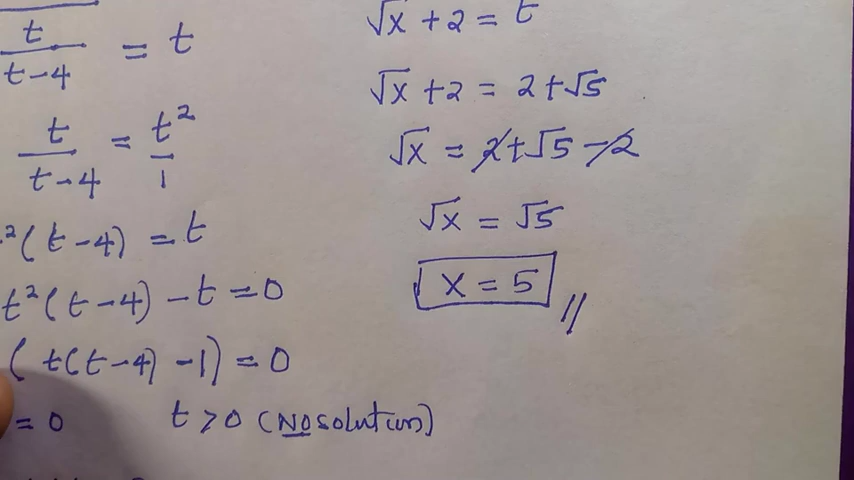 t/(t-4) = t
t/(t-4) = t²/1
²(t-4) = t
t²(t-4) - t = 0
(t(t-4) - 1) = 0
= 0 t > 0 (No solution)
√x + 2 = t
√x + 2 = 2 + √5
√x = 2 + √5 - 2
√x = √5
x = 5 //